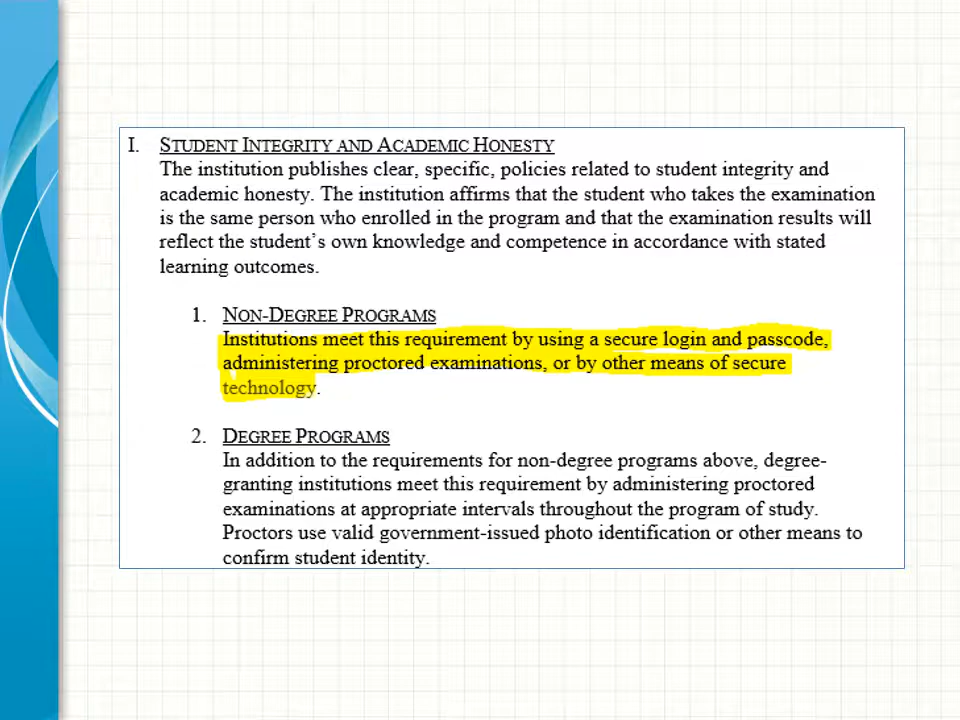 I. STUDENT INTEGRITY AND ACADEMIC HONESTY
The institution publishes clear, specific, policies related to student integrity and
academic honesty. The institution affirms that the student who takes the examination
is the same person who enrolled in the program and that the examination results will
reflect the student's own knowledge and competence in accordance with stated
learning outcomes.
1. NON-DEGREE PROGRAMS
Institutions meet this requirement by using a secure login and passcode,
administering proctored examinations, or by other means of secure
technology.
2. DEGREE PROGRAMS
In addition to the requirements for non-degree programs above, degree-
granting institutions meet this requirement by administering proctored
examinations at appropriate intervals throughout the program of study.
Proctors use valid government-issued photo identification or other means to
confirm student identity.